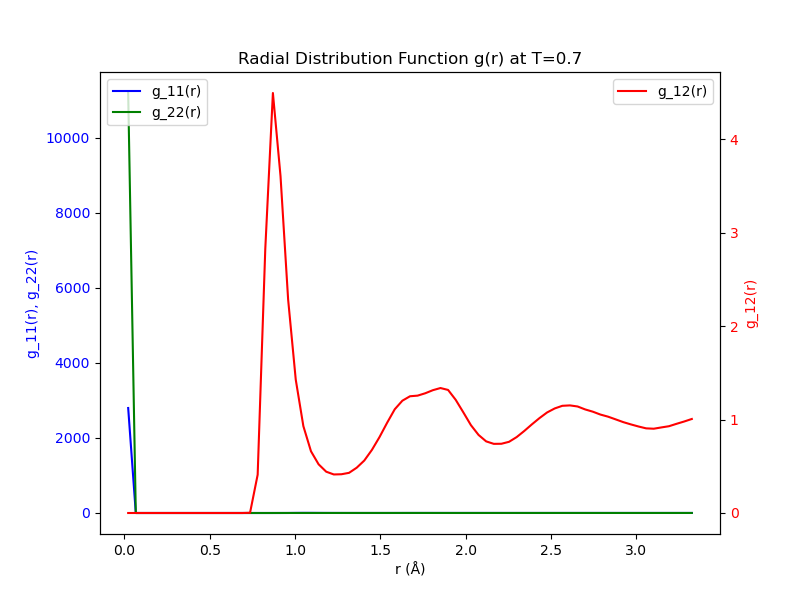 Radial Distribution Function g(r) at T=0.7
g_11(r)
g_22(r)
g_12(r)
10000
8000
6000
4000
2000
0
g_11(r), g_22(r)
4
3
2
1
0
g_12(r)
0.0 0.5 1.0 1.5 2.0 2.5 3.0
r (Å)